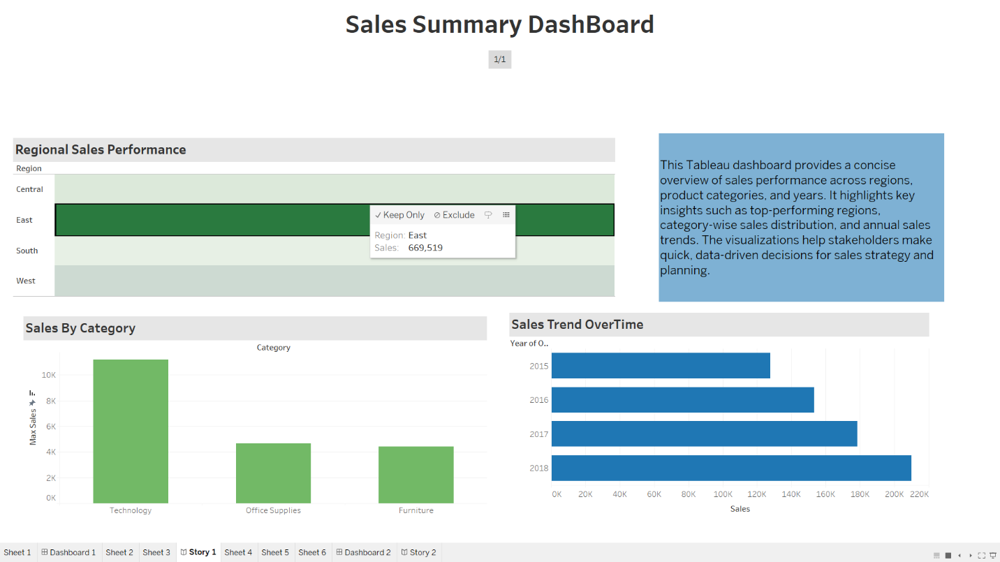 Sales Summary DashBoard
1/1
Regional Sales Performance
Region
Central
East
South
West
Keep Only Exclude
Region: East
Sales: 669,519
This Tableau dashboard provides a concise
overview of sales performance across regions,
product categories, and years. It highlights key
insights such as top-performing regions,
category-wise sales distribution, and annual sales
trends. The visualizations help stakeholders make
quick, data-driven decisions for sales strategy and
planning.
Sales By Category
Category
Max Sales
10K
8K
6K
4K
2K
0K
Technology Office Supplies Furniture
Sales Trend OverTime
Year of O..
2015
2016
2017
2018
0K 20K 40K 60K 80K 100K 120K 140K 160K 180K 200K 220K
Sales
Sheet 1 Dashboard 1 Sheet 2 Sheet 3 Story 1 Sheet 4 Sheet 5 Sheet 6 Dashboard 2 Story 2